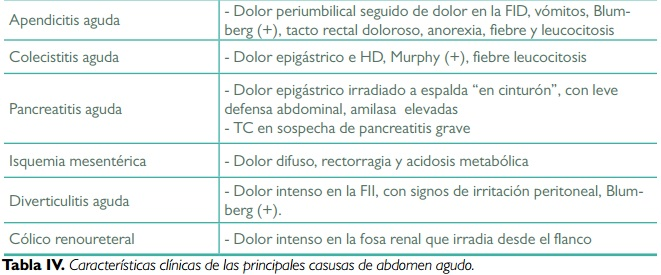 Apendicitis aguda
- Dolor periumbilical seguido de dolor en la FID, vómitos, Blum-
berg (+), tacto rectal doloroso, anorexia, fiebre y leucocitosis
Colecistitis aguda
- Dolor epigástrico e HD, Murphy (+), fiebre leucocitosis
Pancreatitis aguda
- Dolor epigástrico irradiado a espalda “en cinturón”, con leve
defensa abdominal, amilasa elevadas
- TC en sospecha de pancreatitis grave
Isquemia mesentérica
- Dolor difuso, rectorragia y acidosis metabólica
Diverticulitis aguda
- Dolor intenso en la FII, con signos de irritación peritoneal, Blum-
berg (+).
Cólico renoureteral
- Dolor intenso en la fosa renal que irradia desde el flanco
Tabla IV. Características clínicas de las principales casusas de abdomen agudo.